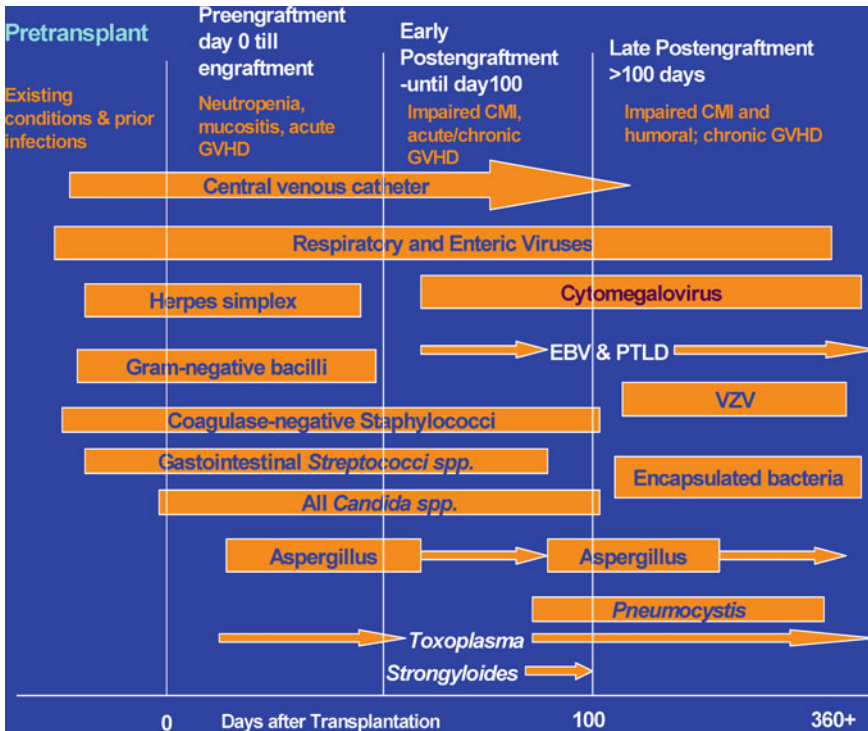 Pretransplant
Preengraftment
day 0 till
engraftment
Early
Postengraftment
-until day100
Late Postengraftment
>100 days
Existing
conditions & prior
infections
Neutropenia,
mucositis, acute
GVHD
Impaired CMI,
acute/chronic
GVHD
Impaired CMI and
humoral; chronic GVHD
Central venous catheter
Respiratory and Enteric Viruses
Herpes simplex
Cytomegalovirus
EBV & PTLD
Gram-negative bacilli
VZV
Coagulase-negative Staphylococci
Gastointestinal Streptococci spp.
Encapsulated bacteria
All Candida spp.
Aspergillus
Aspergillus
Pneumocystis
Toxoplasma
Strongyloides
0 Days after Transplantation 100 360+